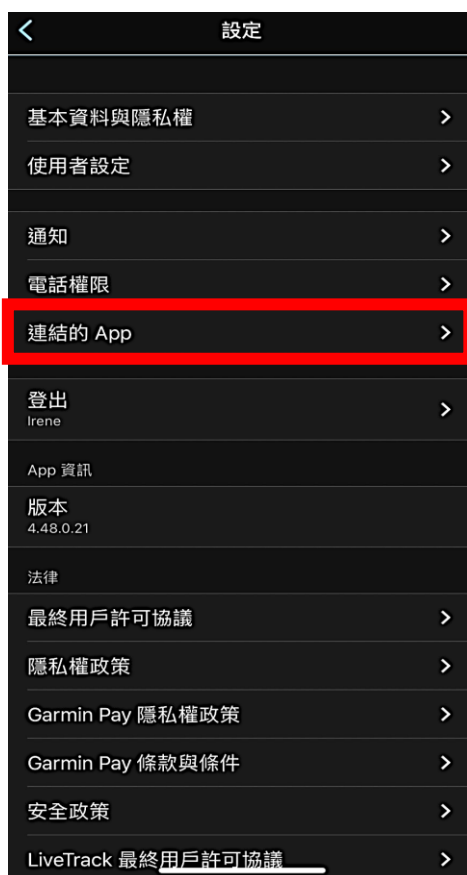 設定
基本資料與隱私權
使用者設定
通知
電話權限
連結的 App
登出
Irene
App 資訊
版本
4.48.0.21
法律
最終用戶許可協議
隱私權政策
Garmin Pay 隱私權政策
Garmin Pay 條款與條件
安全政策
LiveTrack 最終用戶許可協議